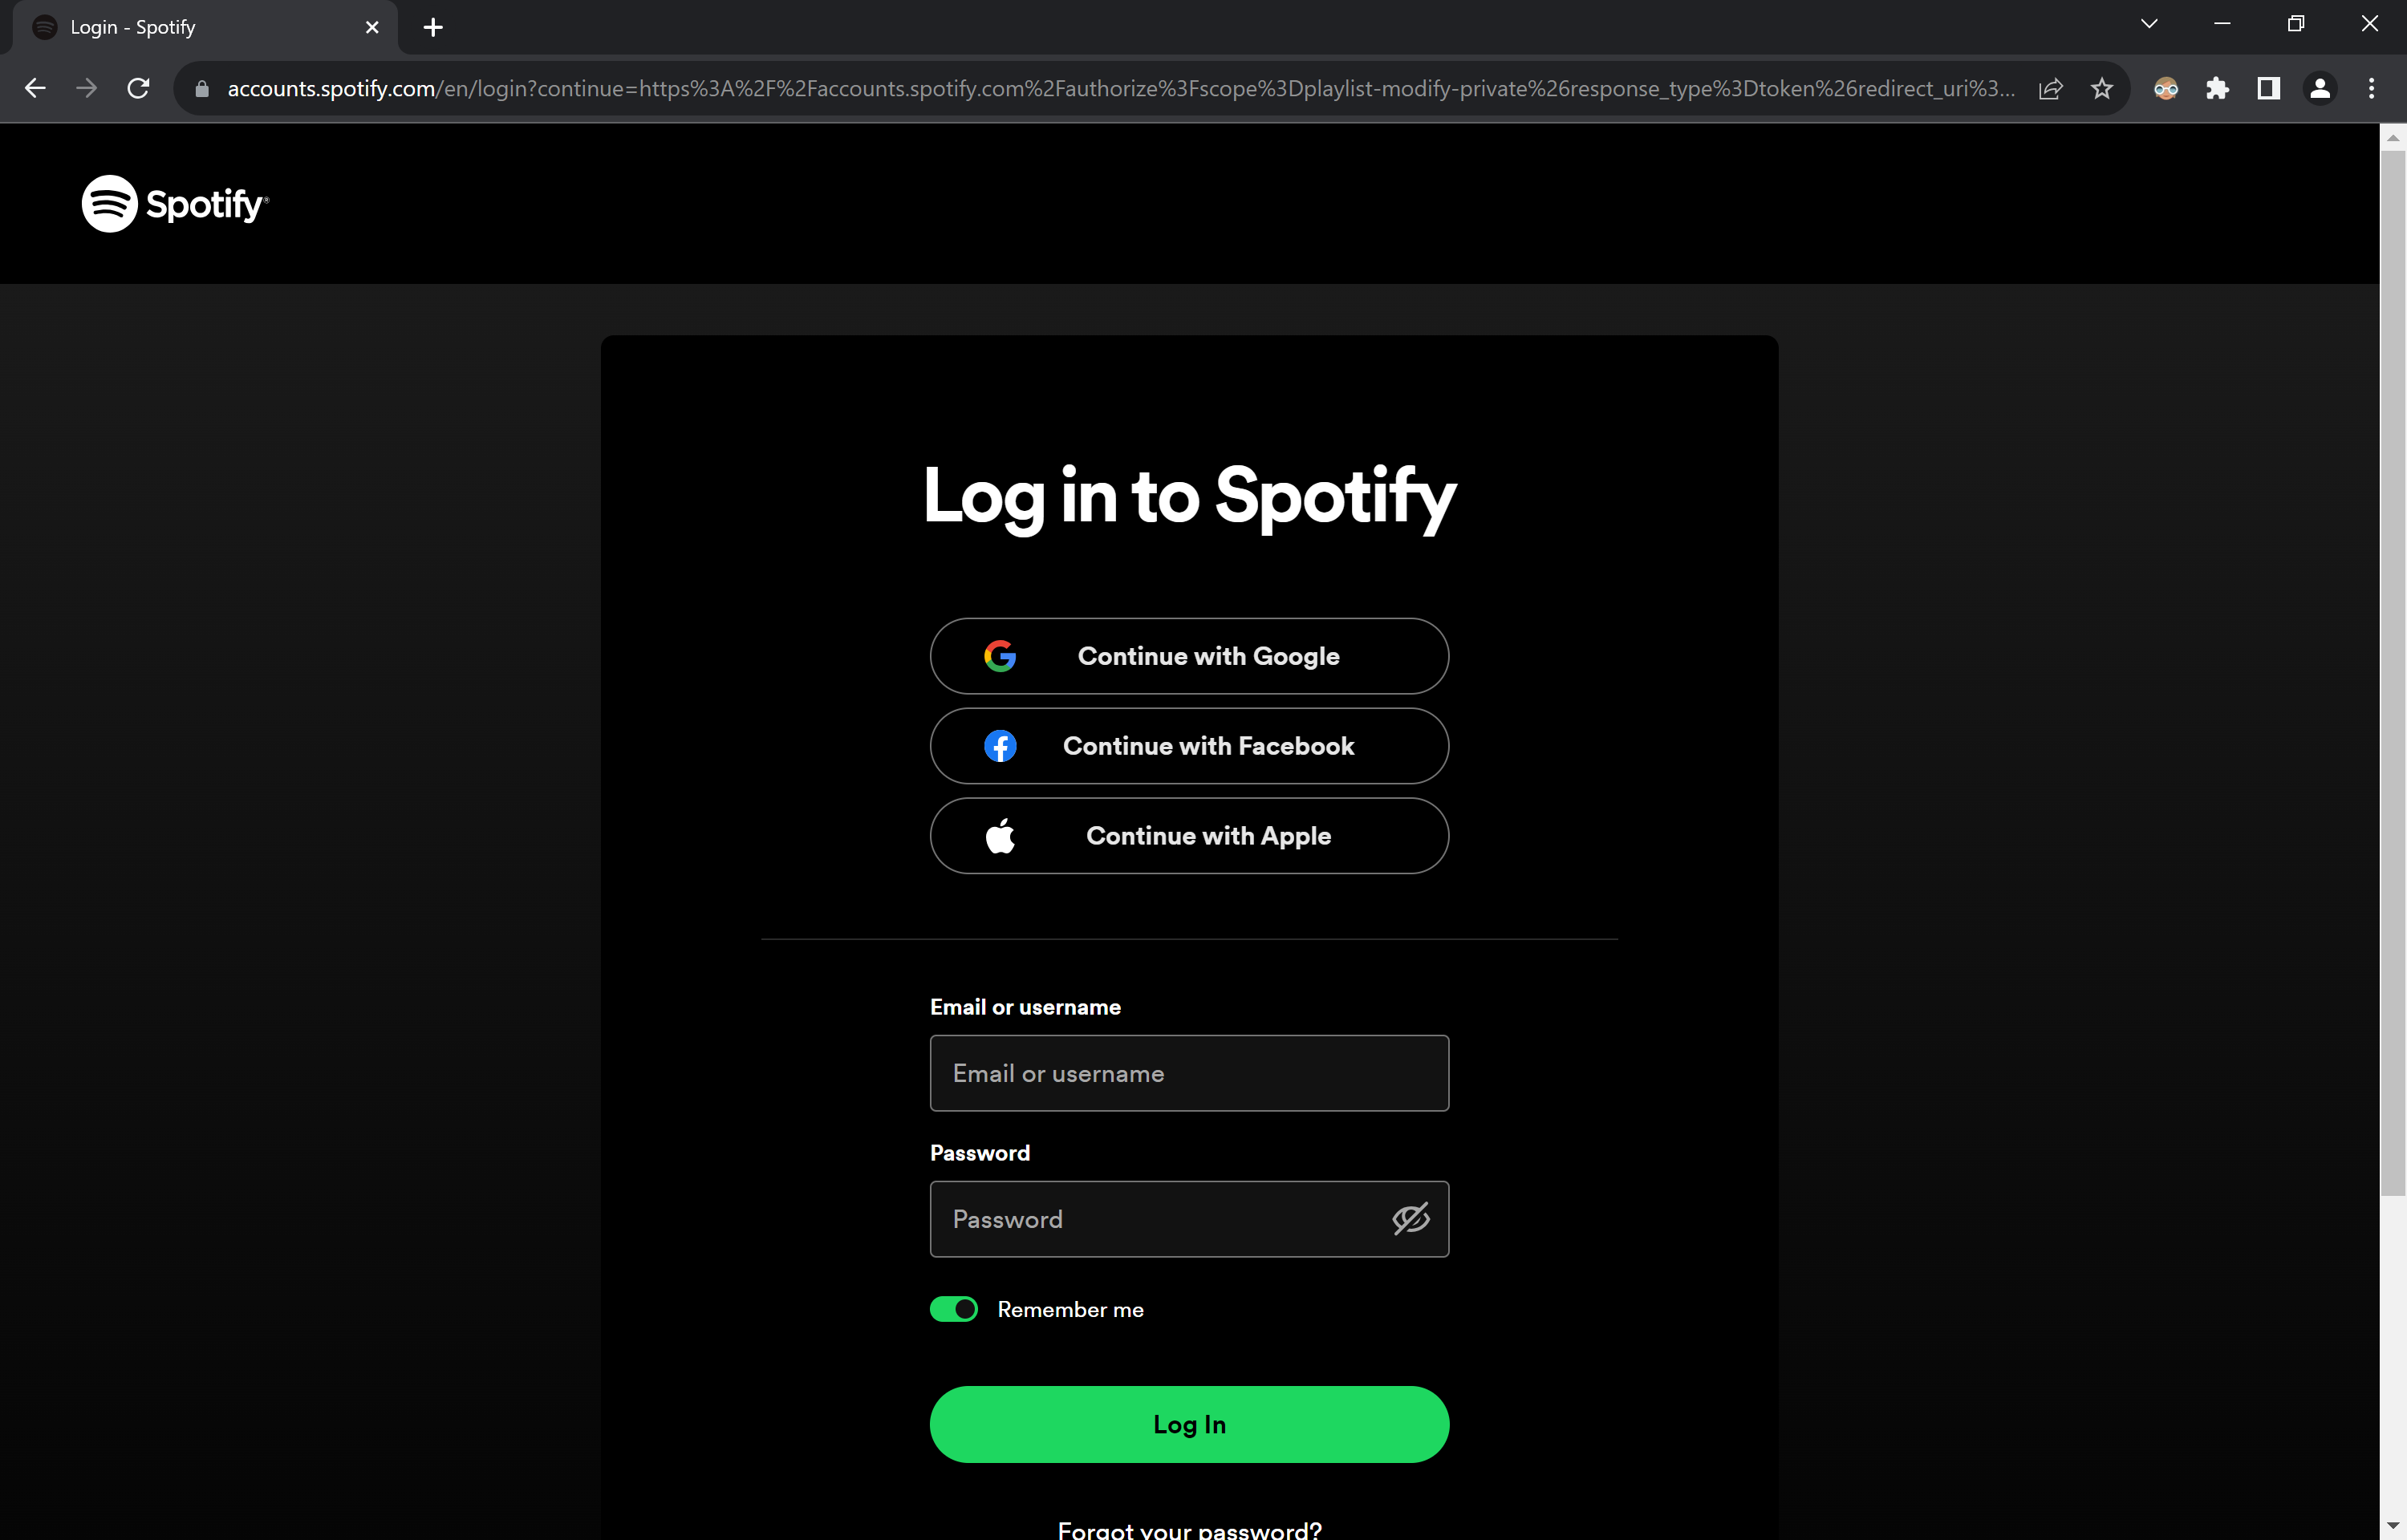 Login - Spotify
accounts.spotify.com/en/login?continue=https%3A%2F%2Faccounts.spotify.com%2Fauthorize%3Fscope%3Dplaylist-modify-private%26response_type%3Dtoken%26redirect_uri%3...
Spotify®
Log in to Spotify
Continue with Google
Continue with Facebook
Continue with Apple
Email or username
Email or username
Password
Password
Remember me
Log In
Forgot your password?